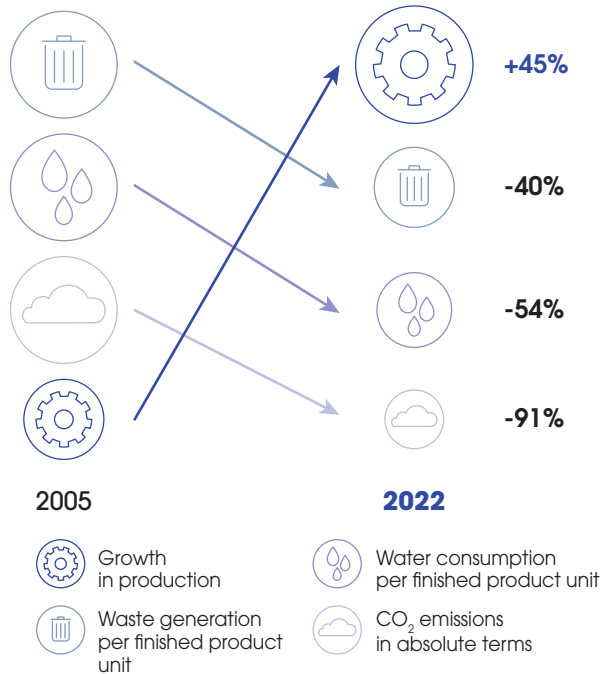 +45%
-40%
-54%
-91%
2005
2022
Growth
in production
Water consumption
per finished product unit
Waste generation
per finished product
unit
CO₂ emissions
in absolute terms